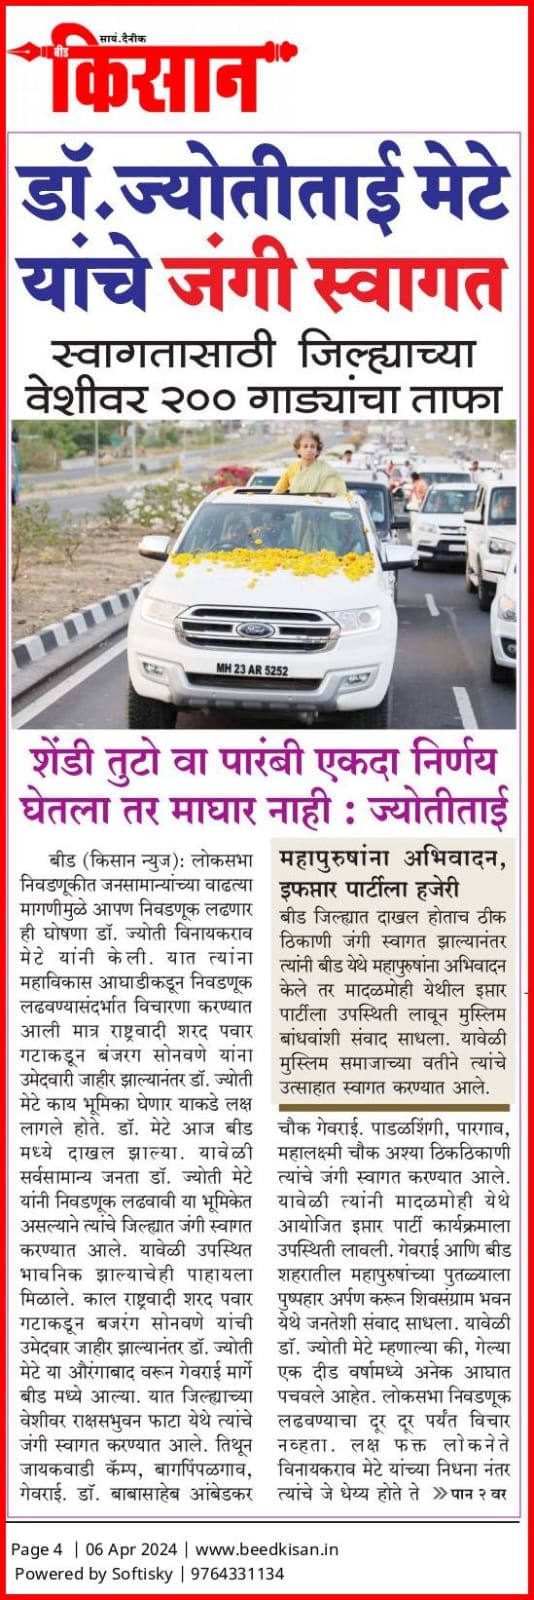 सायं.दैनीक
बीड
किसान
डॉ.ज्योतीताई मेटे
यांचे जंगी स्वागत
स्वागतासाठी जिल्ह्याच्या
वेशीवर २०० गाड्यांचा ताफा
Ford
MH 23 AR 5252
शेंडी तुटो वा पारंबी एकदा निर्णय
घेतला तर माघार नाही : ज्योतीताई
बीड (किसान न्युज): लोकसभा
निवडणूकीत जनसामान्यांच्या वाढत्या
मागणीमुळे आपण निवडणूक लढणार
ही घोषणा डॉ. ज्योती विनायकराव
मेटे यांनी केली. यात त्यांना
महाविकास आघाडीकडून निवडणूक
लढवण्यासंदर्भात विचारणा करण्यात
आली मात्र राष्ट्रवादी शरद पवार
गटाकडून बंजरग सोनवणे यांना
उमेदवारी जाहीर झाल्यानंतर डॉ. ज्योती
मेटे काय भूमिका घेणार याकडे लक्ष
लागले होते. डॉ. मेटे आज बीड
मध्ये दाखल झाल्या. यावेळी
सर्वसामान्य जनता डॉ. ज्योती मेटे
यांनी निवडणूक लढवावी या भूमिकेत
असल्याने त्यांचे जिल्ह्यात जंगी स्वागत
करण्यात आले. यावेळी उपस्थित
भावनिक झाल्याचेही पाहायला
मिळाले. काल राष्ट्रवादी शरद पवार
गटाकडून बजरंग सोनवणे यांची
उमेदवार जाहीर झाल्यानंतर डॉ. ज्योती
मेटे या औरंगाबाद वरून गेवराई मार्गे
बीड मध्ये आल्या. यात जिल्ह्याच्या
वेशीवर राक्षसभुवन फाटा येथे त्यांचे
जंगी स्वागत करण्यात आले. तिथून
जायकवाडी कॅम्प, बागपिंपळगाव,
गेवराई. डॉ. बाबासाहेब आंबेडकर
महापुरुषांना अभिवादन,
इफप्तार पार्टीला हजेरी
बीड जिल्ह्यात दाखल होताच ठीक
ठिकाणी जंगी स्वागत झाल्यानंतर
त्यांनी बीड येथे महापुरुषांना अभिवादन
केले तर मादळमोही येथील इप्तार
पार्टीला उपस्थिती लावून मुस्लिम
बांधवांशी संवाद साधला. यावेळी
मुस्लिम समाजाच्या वतीने त्यांचे
उत्साहात स्वागत करण्यात आले.
चौक गेवराई. पाडळशिंगी, पारगाव,
महालक्ष्मी चौक अश्या ठिकठिकाणी
त्यांचे जंगी स्वागत करण्यात आले.
यावेळी त्यांनी मादळमोही येथे
आयोजित इप्तार पार्टी कार्यक्रमाला
उपस्थिती लावली. गेवराई आणि बीड
शहरातील महापुरुषांच्या पुतळ्याला
पुष्पहार अर्पण करून शिवसंग्राम भवन
येथे जनतेशी संवाद साधला. यावेळी
डॉ. ज्योती मेटे म्हणाल्या की, गेल्या
एक दीड वर्षामध्ये अनेक आघात
पचवले आहेत. लोकसभा निवडणूक
लढवण्याचा दूर दूर पर्यंत विचार
नव्हता. लक्ष फक्त लोकनेते
विनायकराव मेटे यांच्या निधना नंतर
त्यांचे जे धेय्य होते ते »पान २ वर
Page 4 | 06 Apr 2024 | www.beedkisan.in
Powered by Softisky | 9764331134